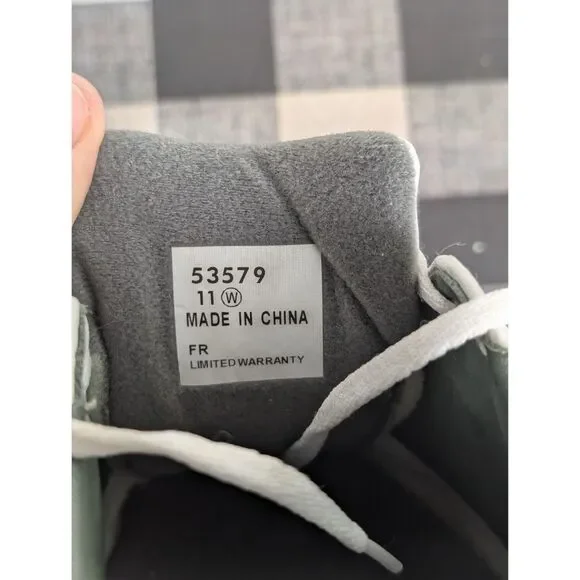 53579
11 Ⓦ
MADE IN CHINA
FR
LIMITED WARRANTY